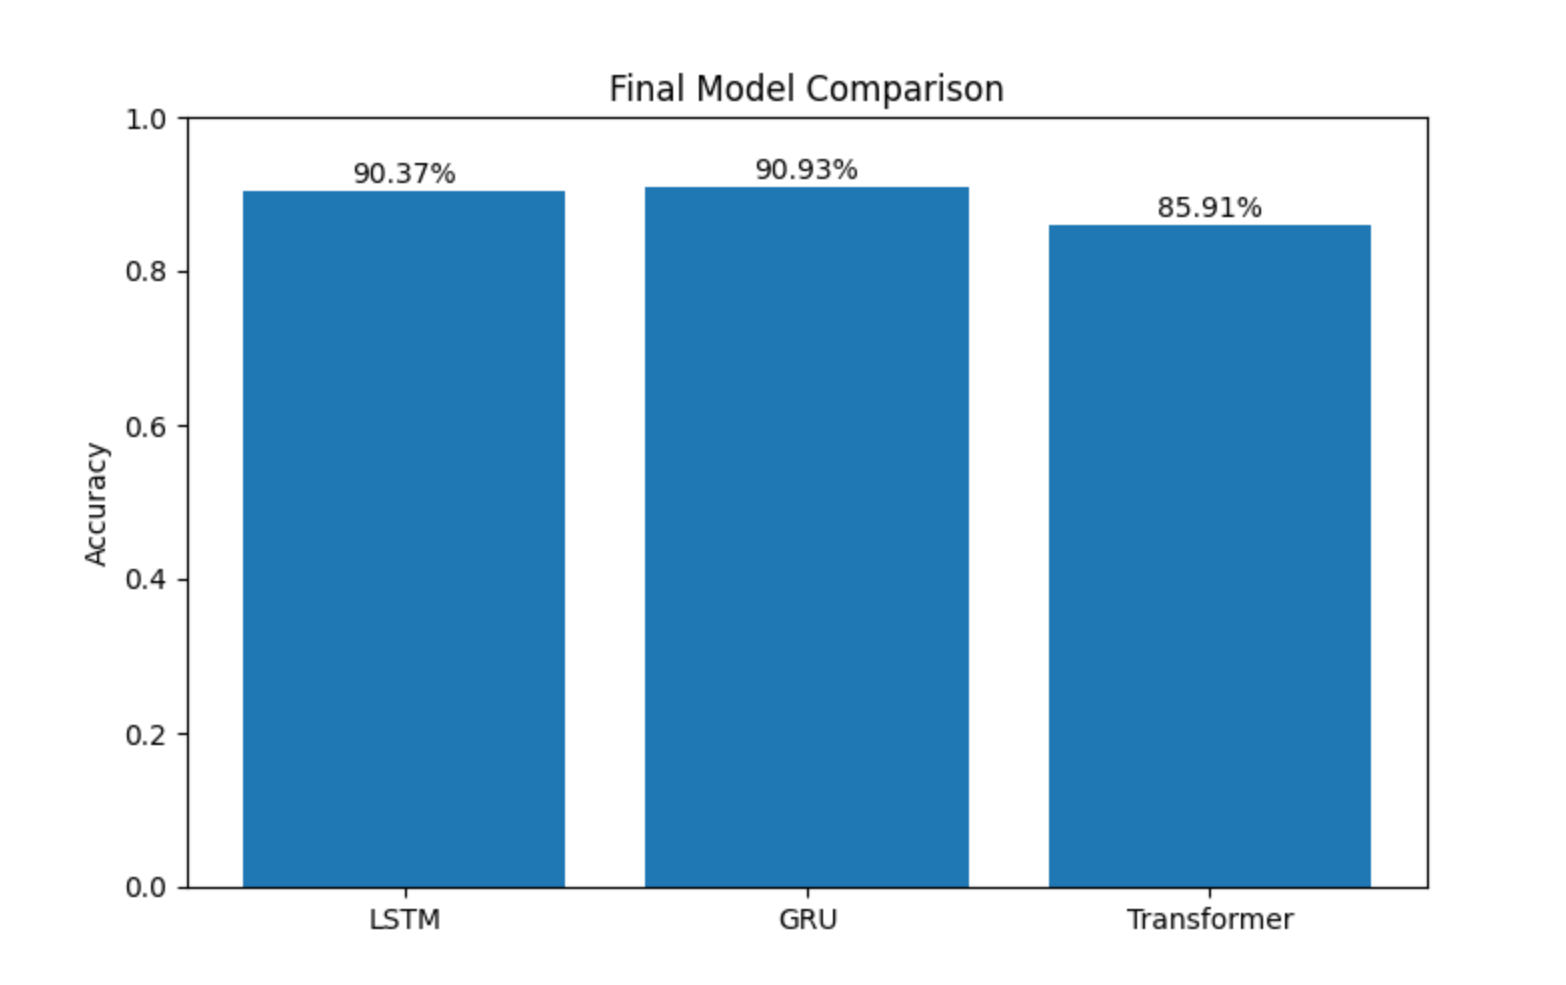 Final Model Comparison
1.0
90.37%
90.93%
85.91%
0.8
0.6
Accuracy
0.4
0.2
0.0
LSTM
GRU
Transformer